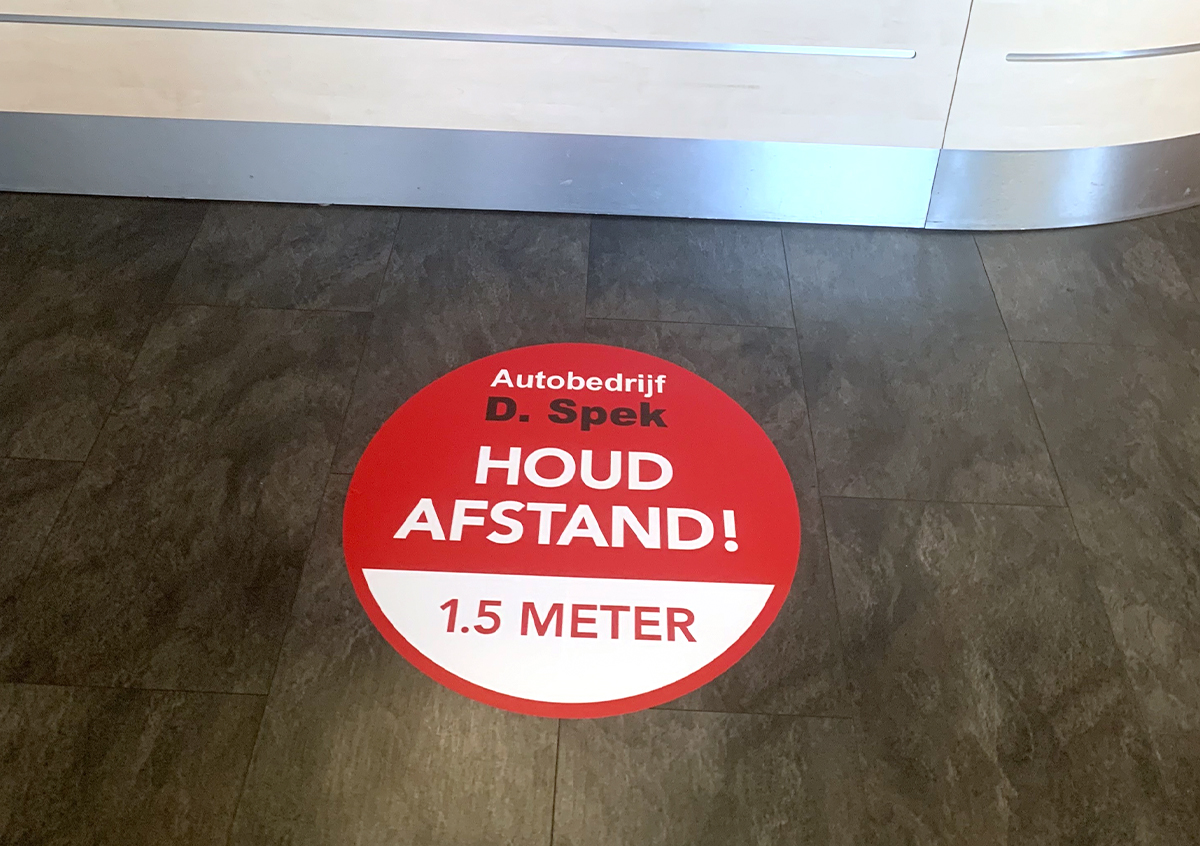 Autobedrijf
D. Spek
HOUD
AFSTAND!
1.5 METER